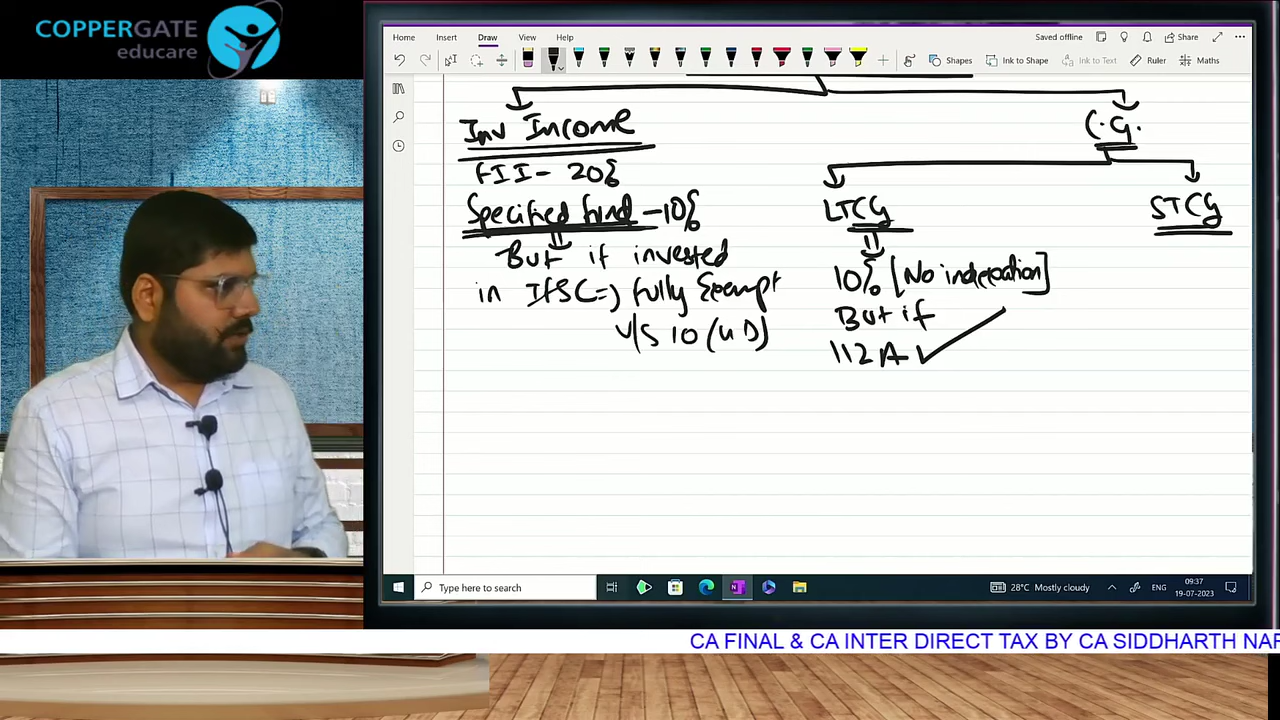 COPPERGATE
educare
Home Insert Draw View Help
Saved offline
Share
Shapes
Ink to Shape
Ink to Text
Ruler
Maths
Inv Income
FII - 20%
Specified fund - 10%
But if invested
in IFSC => fully Exempt
u/s 10 (4D)
C.G.
LTCG
10% [No indexation]
But if
112A ✓
STCG
Type here to search
28°C Mostly cloudy
ENG
09:37
19-07-2023
CA FINAL & CA INTER DIRECT TAX BY CA SIDDHARTH NAR